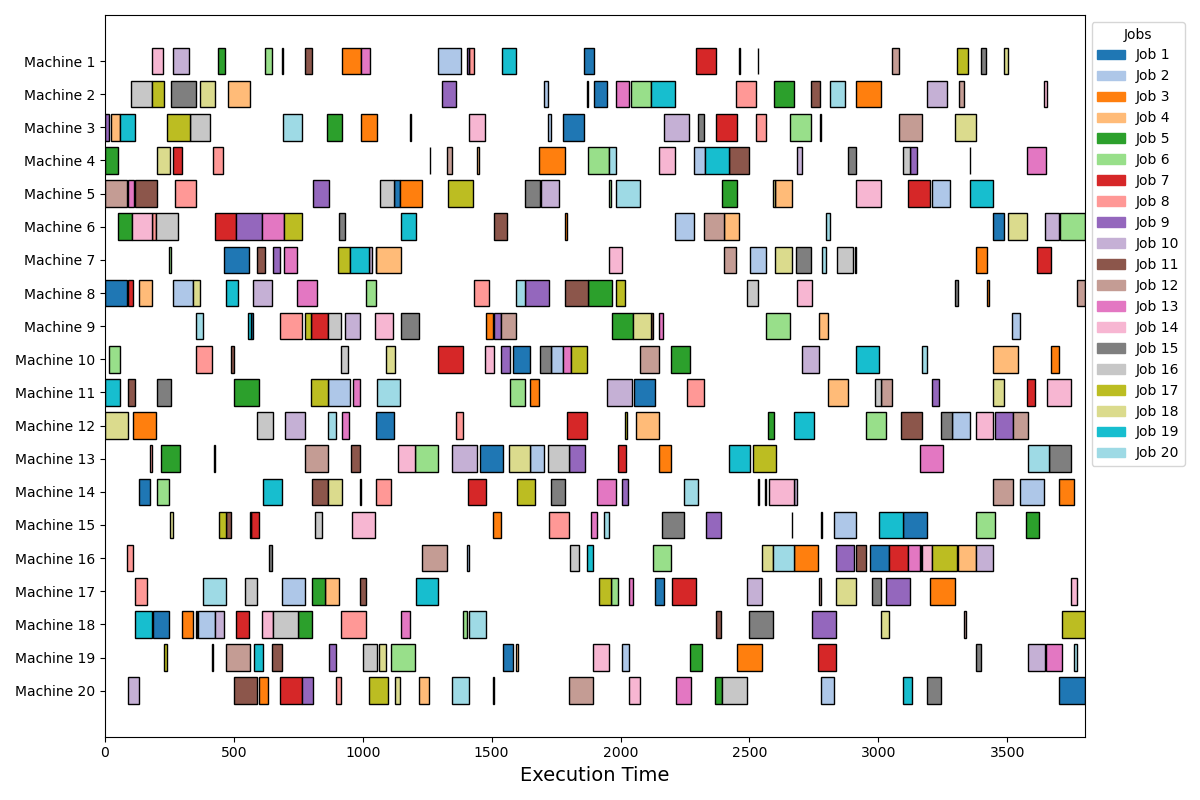 Machine 1
Machine 2
Machine 3
Machine 4
Machine 5
Machine 6
Machine 7
Machine 8
Machine 9
Machine 10
Machine 11
Machine 12
Machine 13
Machine 14
Machine 15
Machine 16
Machine 17
Machine 18
Machine 19
Machine 20
0 500 1000 1500 2000 2500 3000 3500
Execution Time
Jobs
Job 1
Job 2
Job 3
Job 4
Job 5
Job 6
Job 7
Job 8
Job 9
Job 10
Job 11
Job 12
Job 13
Job 14
Job 15
Job 16
Job 17
Job 18
Job 19
Job 20